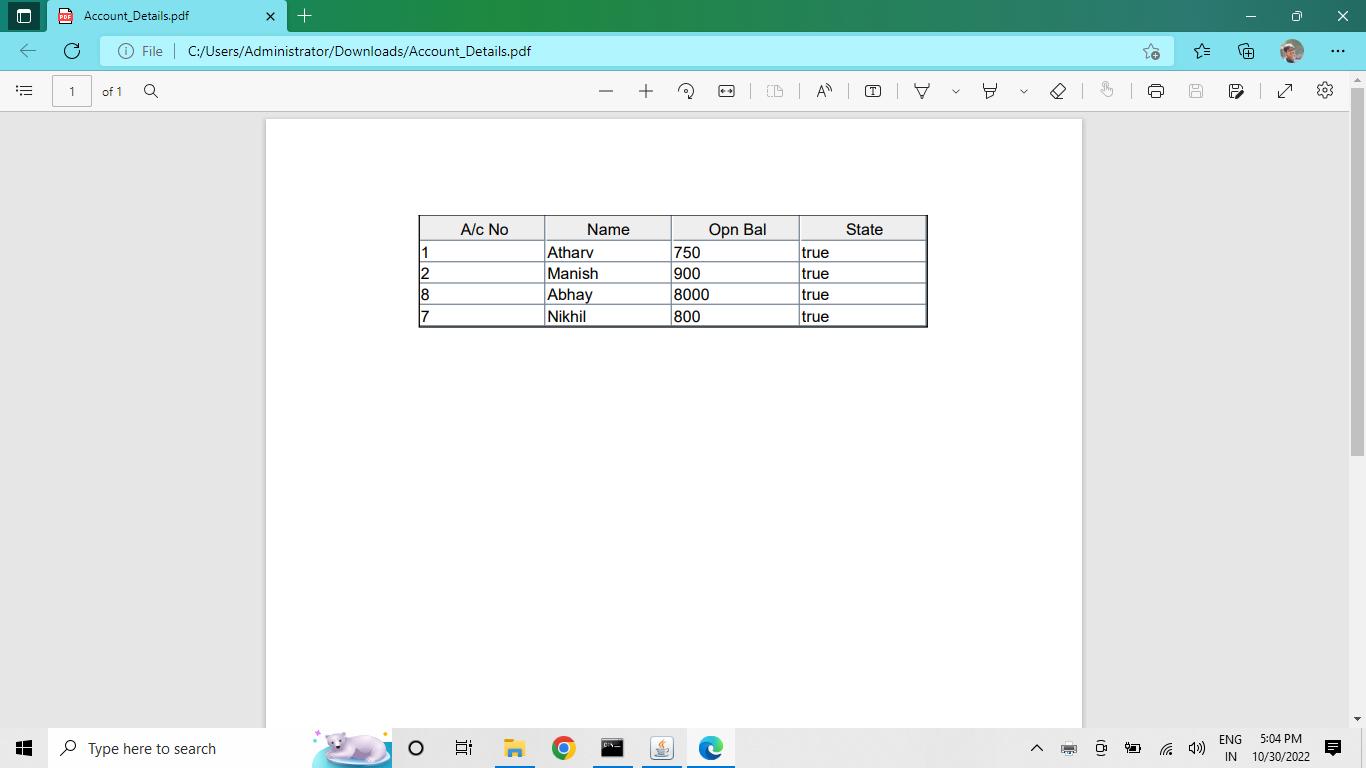 Account_Details.pdf
File C:/Users/Administrator/Downloads/Account_Details.pdf
1 of 1
A/c No Name Opn Bal State
1 Atharv 750 true
2 Manish 900 true
8 Abhay 8000 true
7 Nikhil 800 true
Type here to search
ENG 5:04 PM
IN 10/30/2022